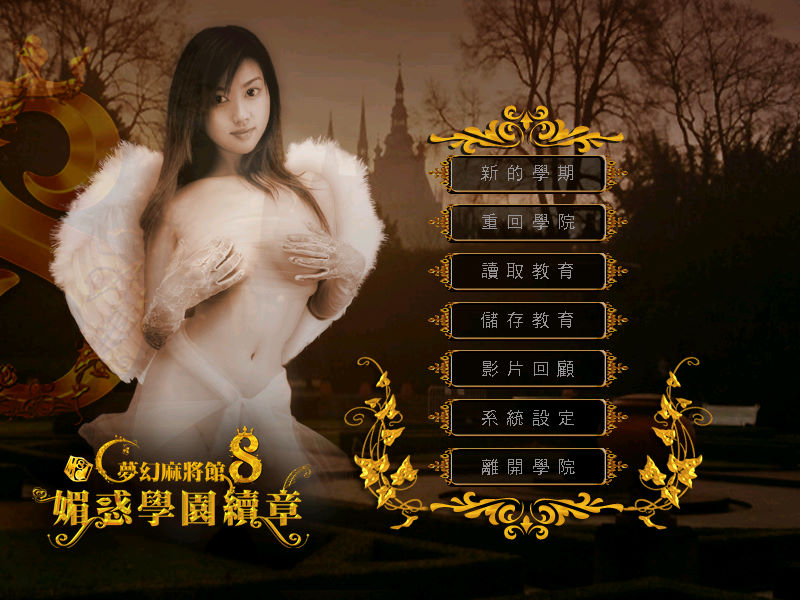 新的學期
重回學院
讀取教育
儲存教育
影片回顧
系統設定
離開學院
夢幻麻將館8
媚惑學園續章